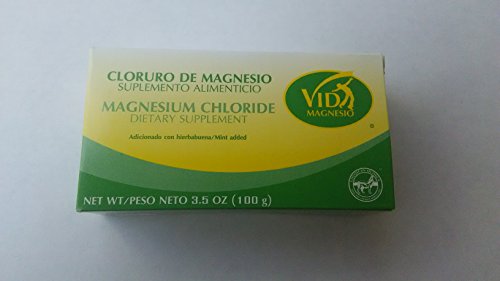 CLORURO DE MAGNESIO
SUPLEMENTO ALIMENTICIO
MAGNESIUM CHLORIDE
DIETARY SUPPLEMENT
Adicionado con hierbabuena/Mint added
VIDA
MAGNESIO
®
NET WT/PESO NETO 3.5 OZ (100 g)